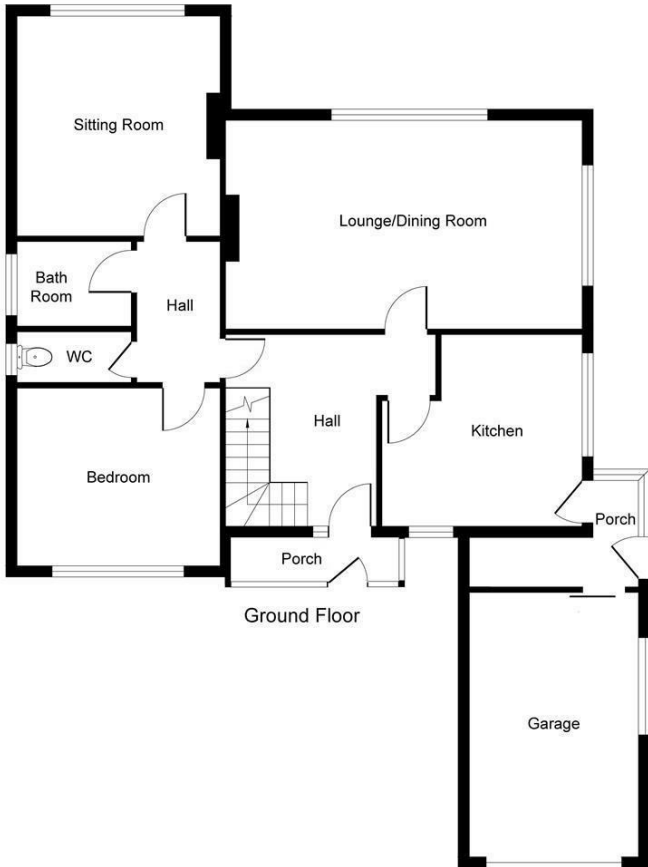 Sitting Room
Lounge/Dining Room
Bath
Room
Hall
WC
Hall
Kitchen
Bedroom
Porch
Porch
Ground Floor
Garage